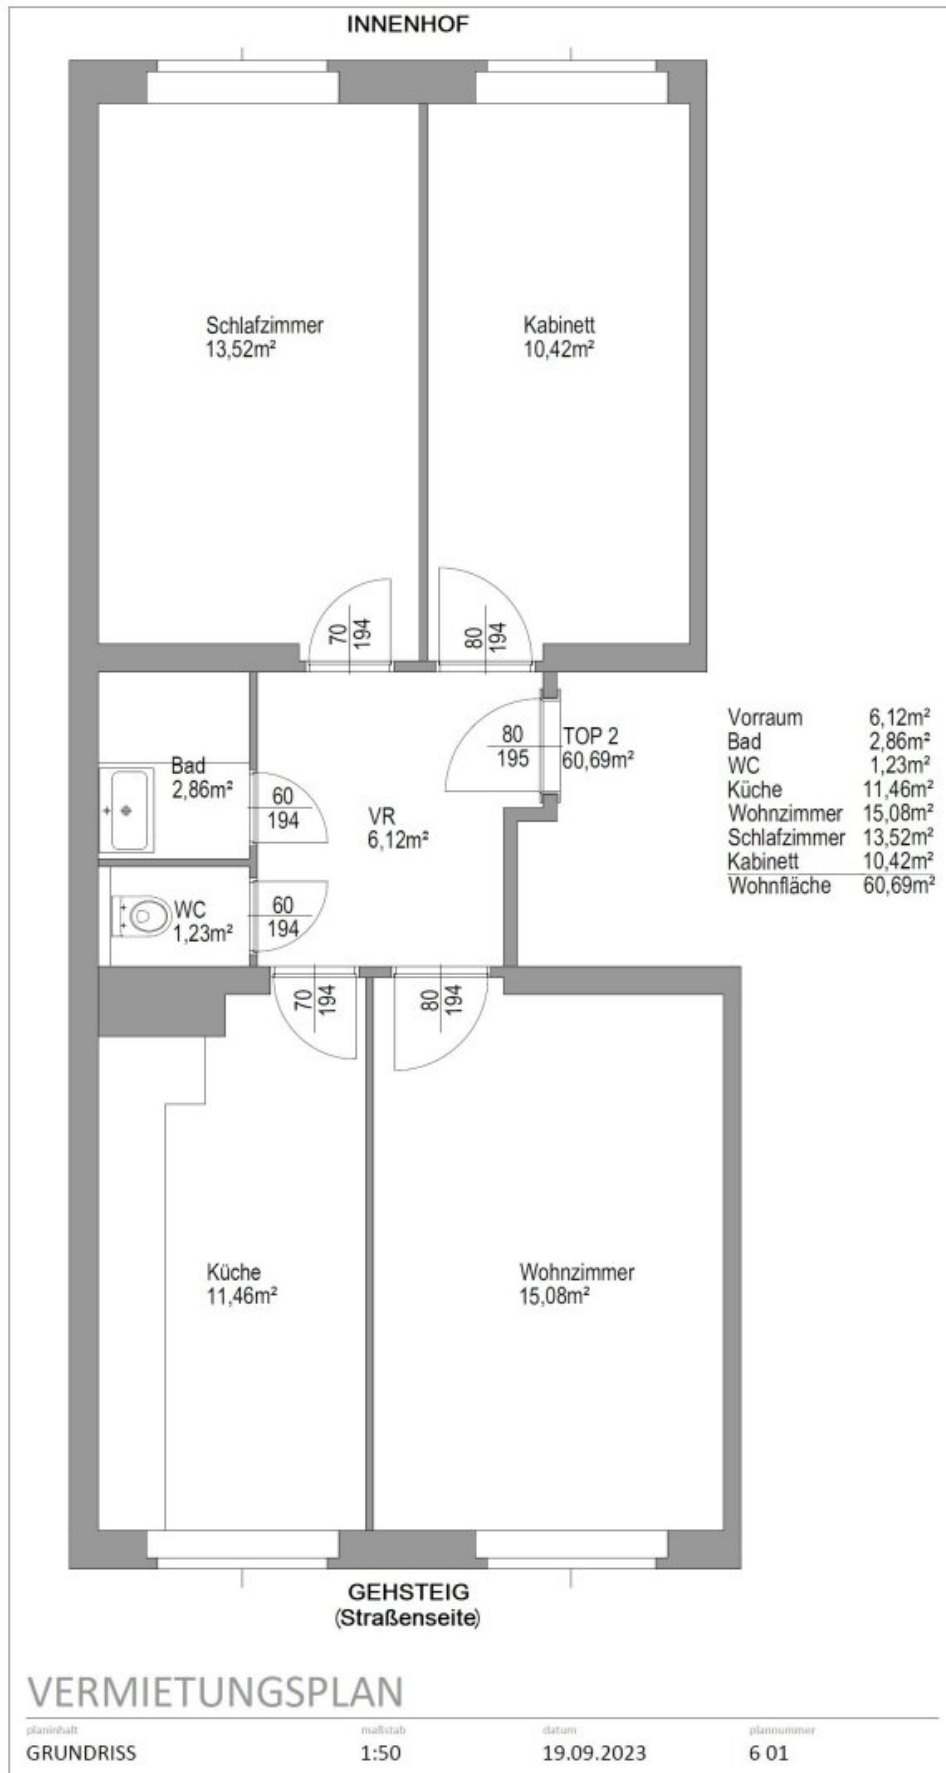 INNENHOF
Schlafzimmer
13,52m²
Kabinett
10,42m²
70
194
80
194
80
195
TOP 2
60,69m²
Bad
2,86m²
60
194
VR
6,12m²
WC
1,23m²
60
194
Vorraum 6,12m²
Bad 2,86m²
WC 1,23m²
Küche 11,46m²
Wohnzimmer 15,08m²
Schlafzimmer 13,52m²
Kabinett 10,42m²
Wohnfläche 60,69m²
70
194
80
194
Küche
11,46m²
Wohnzimmer
15,08m²
GEHSTEIG
(Straßenseite)
VERMIETUNGSPLAN
planinhalt maßstab datum plannummer
GRUNDRISS 1:50 19.09.2023 6 01